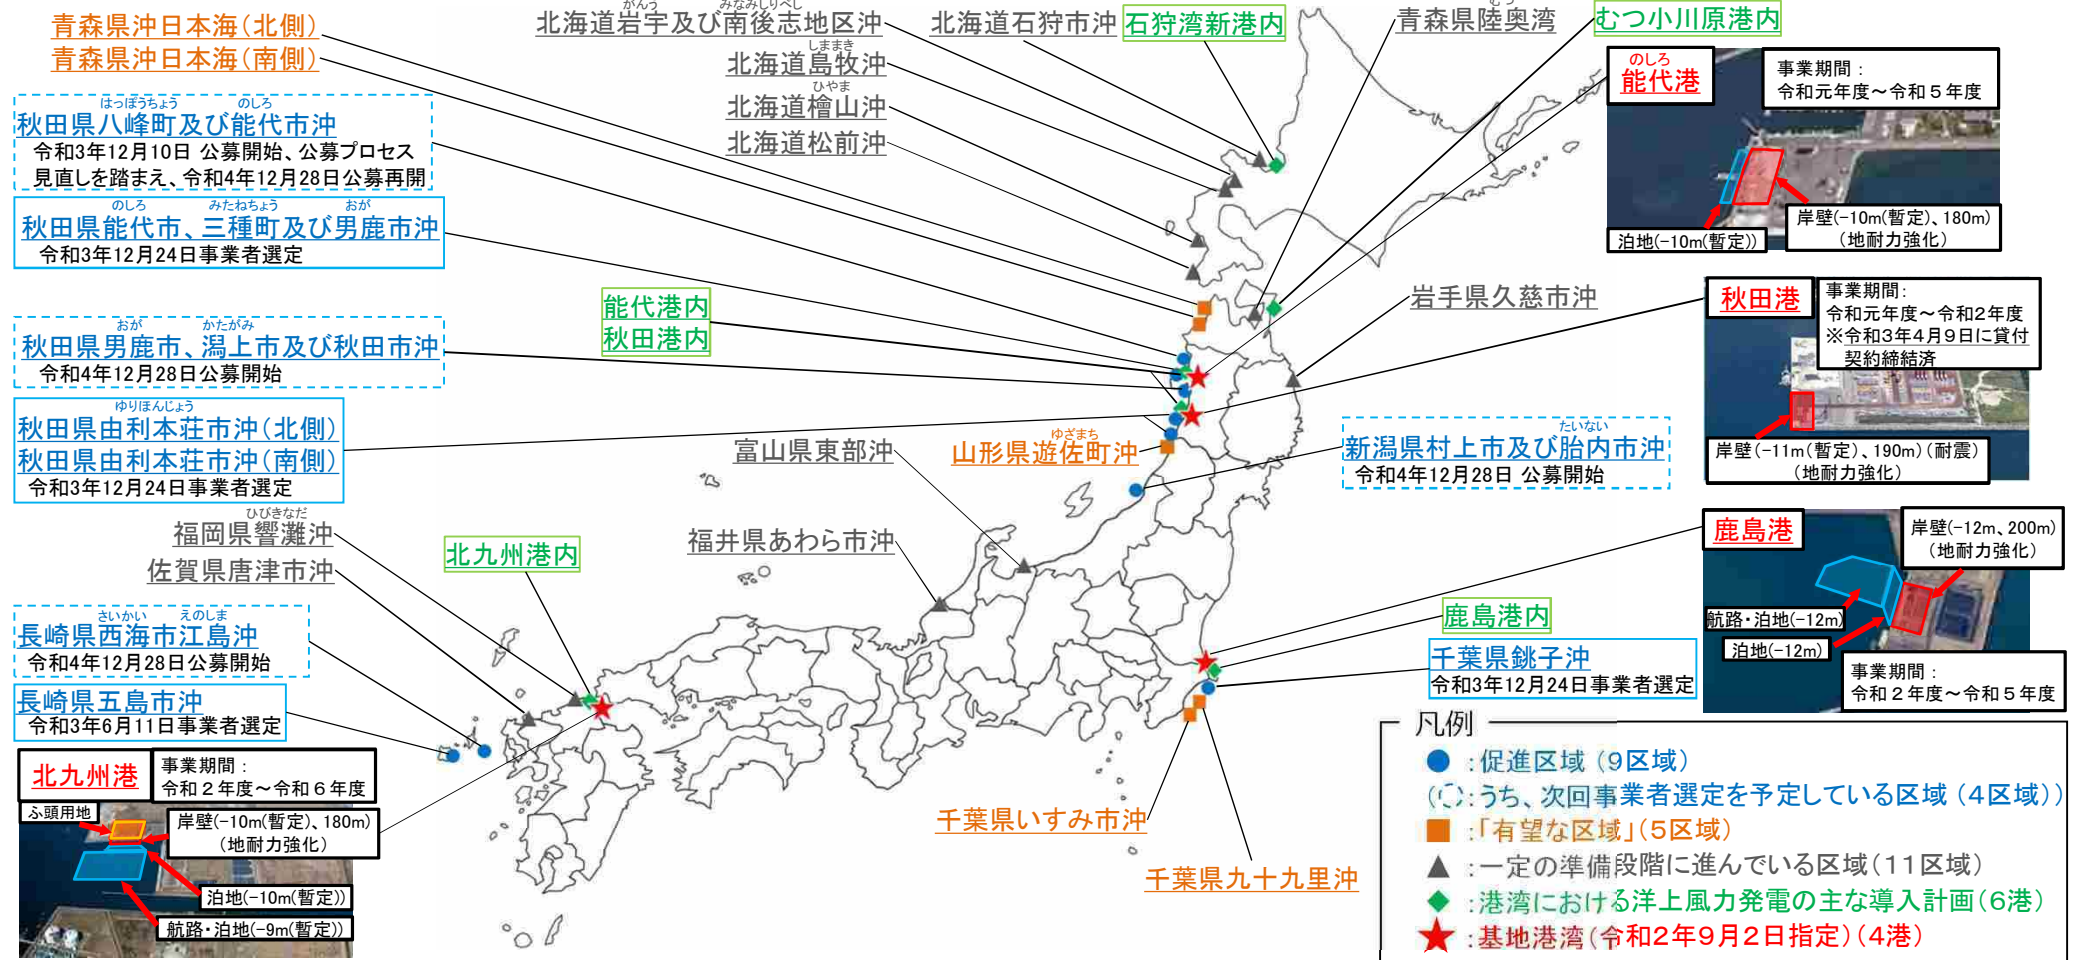 青森県沖日本海(北側)
青森県沖日本海(南側)
はっぽうちょう のしろ
秋田県八峰町及び能代市沖
令和3年12月10日 公募開始、公募プロセス
見直しを踏まえ、令和4年12月28日公募再開
のしろ みたねちょう おが
秋田県能代市、三種町及び男鹿市沖
令和3年12月24日事業者選定
おが かたがみ
秋田県男鹿市、潟上市及び秋田市沖
令和4年12月28日公募開始
ゆりほんじょう
秋田県由利本荘市沖(北側)
秋田県由利本荘市沖(南側)
令和3年12月24日事業者選定
ひびきなだ
福岡県響灘沖
佐賀県唐津市沖
さいかい えのしま
長崎県西海市江島沖
令和4年12月28日公募開始
長崎県五島市沖
令和3年6月11日事業者選定
北九州港
事業期間:
令和2年度~令和6年度
ふ頭用地
岸壁(-10m(暫定)、180m)
(地耐力強化)
泊地(-10m(暫定))
航路・泊地(-9m(暫定))
がんう みなみしりべし
北海道岩宇及び南後志地区沖
北海道石狩市沖
石狩湾新港内
むつ
青森県陸奥湾
むつ小川原港内
しままき
北海道島牧沖
ひやま
北海道檜山沖
北海道松前沖
能代港内
秋田港内
岩手県久慈市沖
富山県東部沖
ゆざまち
山形県遊佐町沖
たいない
新潟県村上市及び胎内市沖
令和4年12月28日 公募開始
福井県あわら市沖
北九州港内
鹿島港内
千葉県銚子沖
令和3年12月24日事業者選定
千葉県いすみ市沖
千葉県九十九里沖
のしろ
能代港
事業期間:
令和元年度~令和5年度
岸壁(-10m(暫定)、180m)
(地耐力強化)
泊地(-10m(暫定))
秋田港
事業期間:
令和元年度~令和2年度
※令和3年4月9日に貸付
契約締結済
岸壁(-11m(暫定)、190m)(耐震)
(地耐力強化)
鹿島港
岸壁(-12m、200m)
(地耐力強化)
航路・泊地(-12m)
泊地(-12m)
事業期間:
令和2年度~令和5年度
凡例
:促進区域 (9区域)
( :うち、次回事業者選定を予定している区域 (4区域))
:「有望な区域」(5区域)
:一定の準備段階に進んでいる区域(11区域)
:港湾における洋上風力発電の主な導入計画(6港)
:基地港湾(令和2年9月2日指定)(4港)